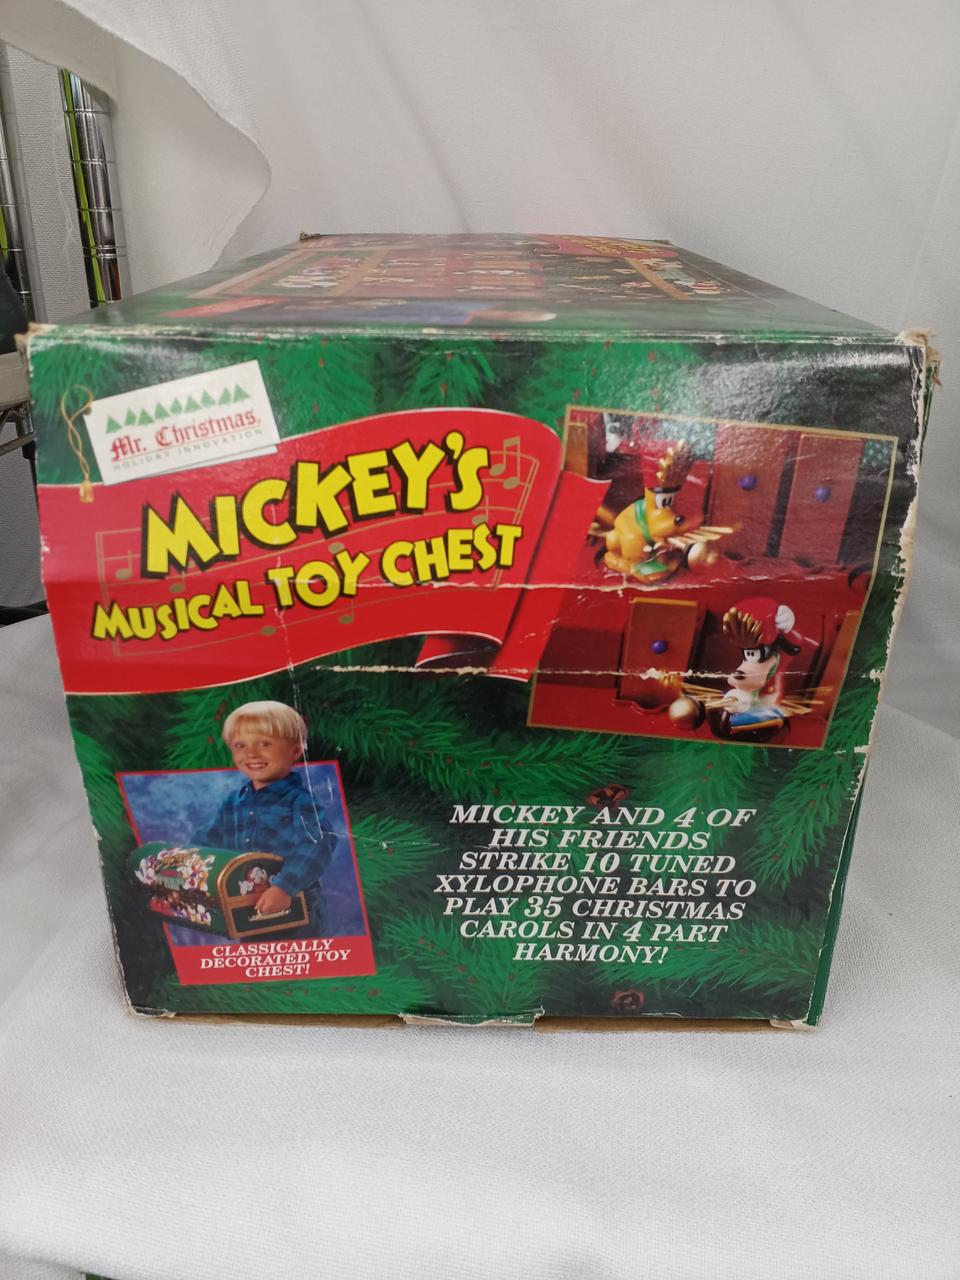 Mr. Christmas
HOLIDAY INNOVATION
MICKEY'S
MUSICAL TOY CHEST
MICKEY AND 4 OF
HIS FRIENDS
STRIKE 10 TUNED
XYLOPHONE BARS TO
PLAY 35 CHRISTMAS
CAROLS IN 4 PART
HARMONY!
CLASSICALLY
DECORATED TOY
CHEST!